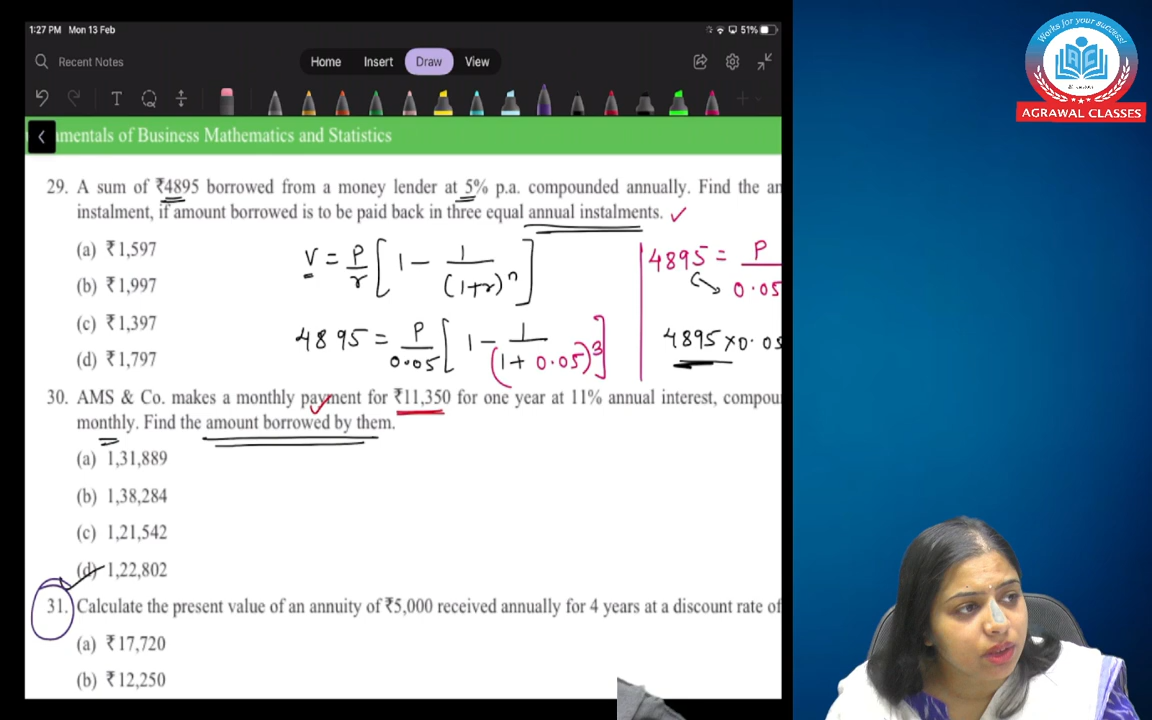 1:27 PM Mon 13 Feb
51%
Recent Notes
Home Insert Draw View
Works for your success!
AC
AGRAWAL CLASSES
amentals of Business Mathematics and Statistics
29. A sum of ₹4895 borrowed from a money lender at 5% p.a. compounded annually. Find the an
instalment, if amount borrowed is to be paid back in three equal annual instalments. ✓
(a) ₹1,597
(b) ₹1,997
(c) ₹1,397
(d) ₹1,797
V = P/r [1 - 1/(1+r)^n]
4895 = P/0.05 [1 - 1/(1+0.05)^3]
4895 = P/0.05
4895 × 0.05
30. AMS & Co. makes a monthly payment for ₹11,350 for one year at 11% annual interest, compou
monthly. Find the amount borrowed by them.
(a) 1,31,889
(b) 1,38,284
(c) 1,21,542
(d) 1,22,802
31. Calculate the present value of an annuity of ₹5,000 received annually for 4 years at a discount rate of
(a) ₹17,720
(b) ₹12,250